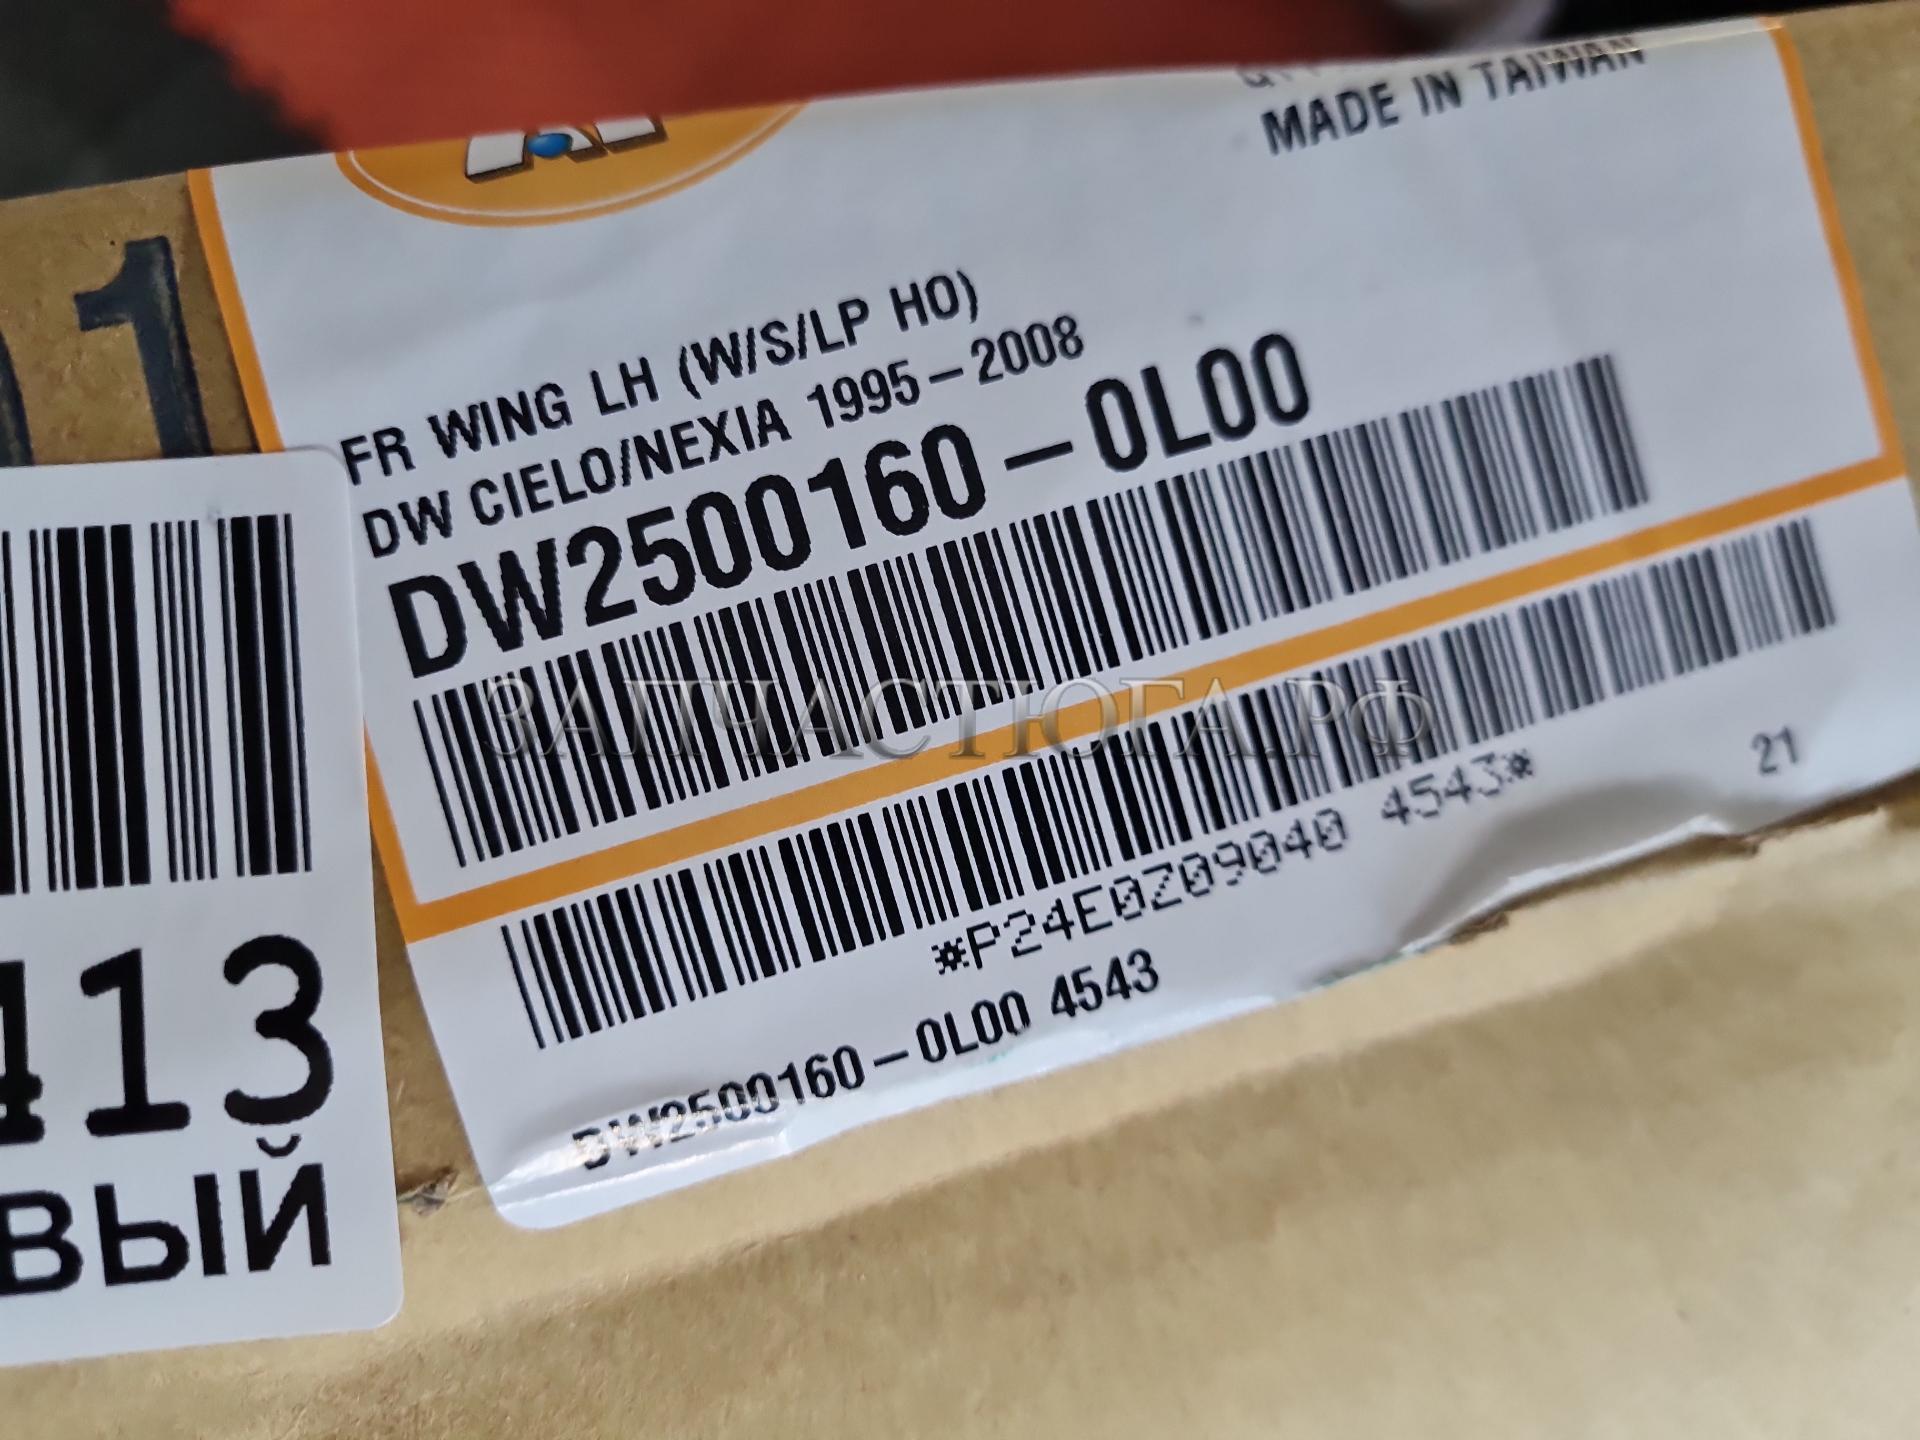 MADE IN TAIWAN
1
FR WING LH (W/S/LP HO)
DW CIELO/NEXIA 1995-2008
DW2500160-0L00
ЗАПЧАСТЮГА.РФ
*P24E0Z09040 4543*
21
DW2500160-0L00 4543
413
ВЫЙ